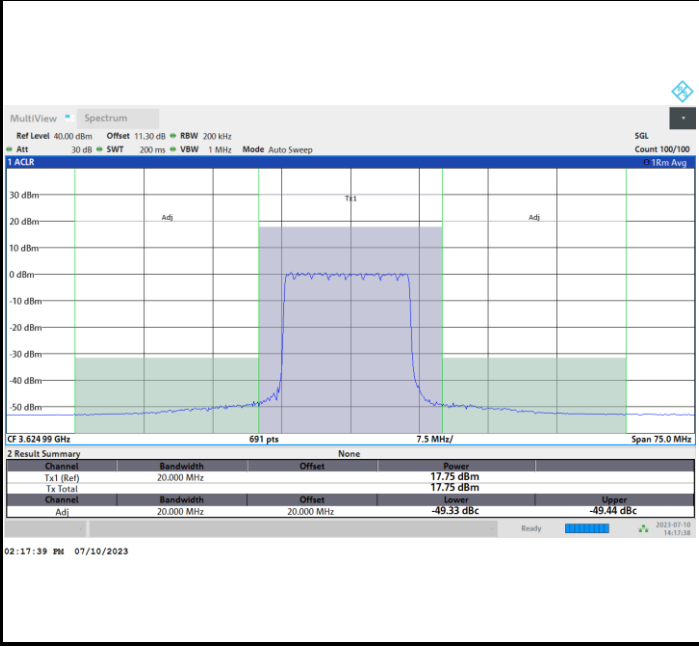 MultiView Spectrum
Ref Level 40.00 dBm Offset 11.30 dB RBW 200 kHz SGL
Att 30 dB SWT 200 ms VBW 1 MHz Mode Auto Sweep Count 100/100
1 ACLR 1Rm Avg
30 dBm
Tx1
Adj Adj
20 dBm
10 dBm
0 dBm
-10 dBm
-20 dBm
-30 dBm
-40 dBm
-50 dBm
CF 3.624 99 GHz 691 pts 7.5 MHz/ Span 75.0 MHz
2 Result Summary None
Channel Bandwidth Offset Power
Tx1 (Ref) 20.000 MHz 17.75 dBm
Tx Total 17.75 dBm
Channel Bandwidth Offset Lower Upper
Adj 20.000 MHz 20.000 MHz -49.33 dBc -49.44 dBc
Ready 2023-07-10
14:17:38
02:17:39 PM 07/10/2023